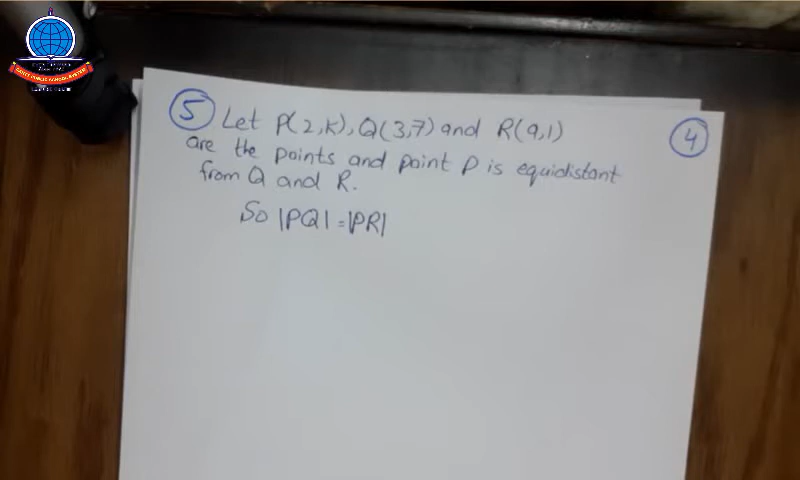 5 Let P(2,k), Q(3,7) and R(9,1)
4
are the points and point P is equidistant
from Q and R.
So |PQ| = |PR|